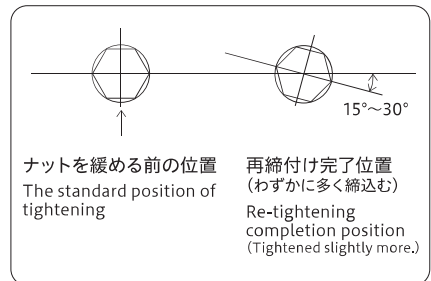 15°～30°
ナットを緩める前の位置
The standard position of
tightening
再締付け完了位置
（わずかに多く締込む）
Re-tightening
completion position
（Tightened slightly more.）